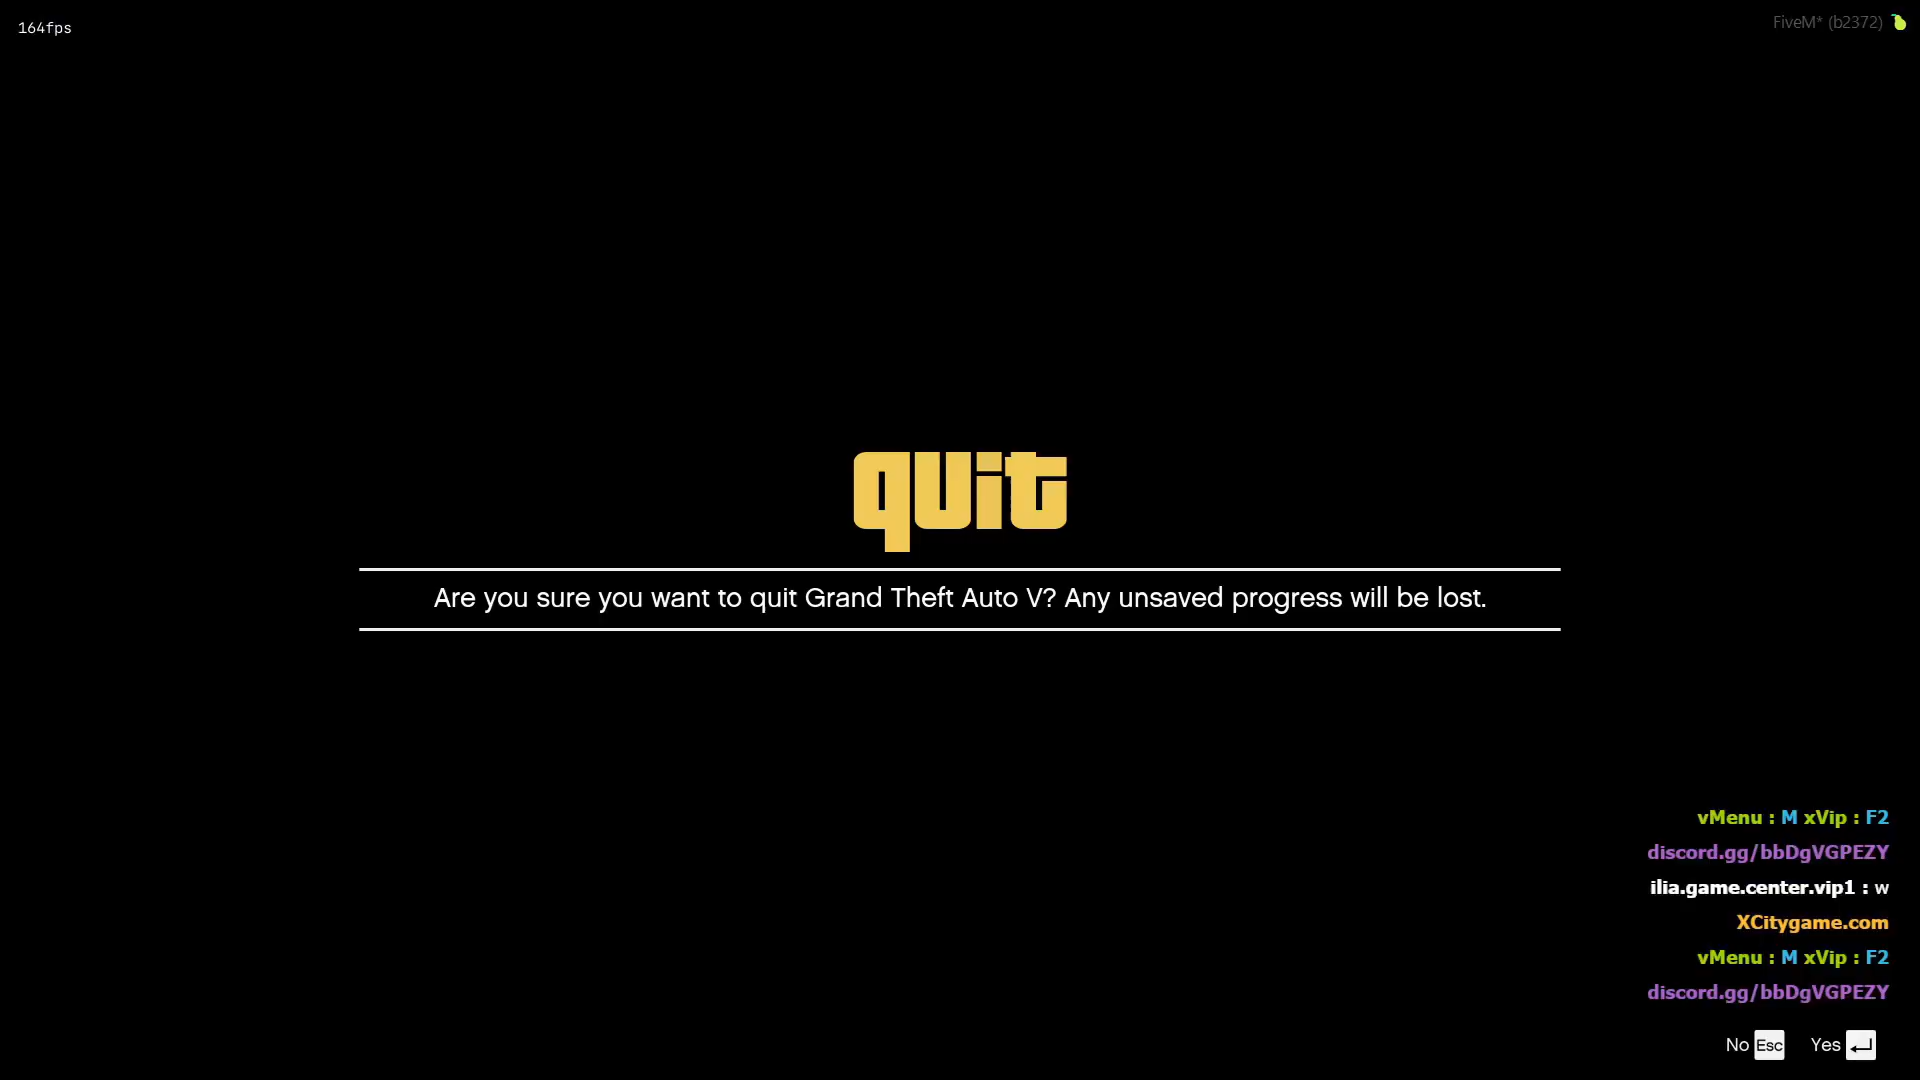 164fps
FiveM* (b2372)
quit
Are you sure you want to quit Grand Theft Auto V? Any unsaved progress will be lost.
vMenu : M xVip : F2
discord.gg/bbDgVGPEZY
ilia.game.center.vip1 : w
XCitygame.com
vMenu : M xVip : F2
discord.gg/bbDgVGPEZY
No Esc Yes